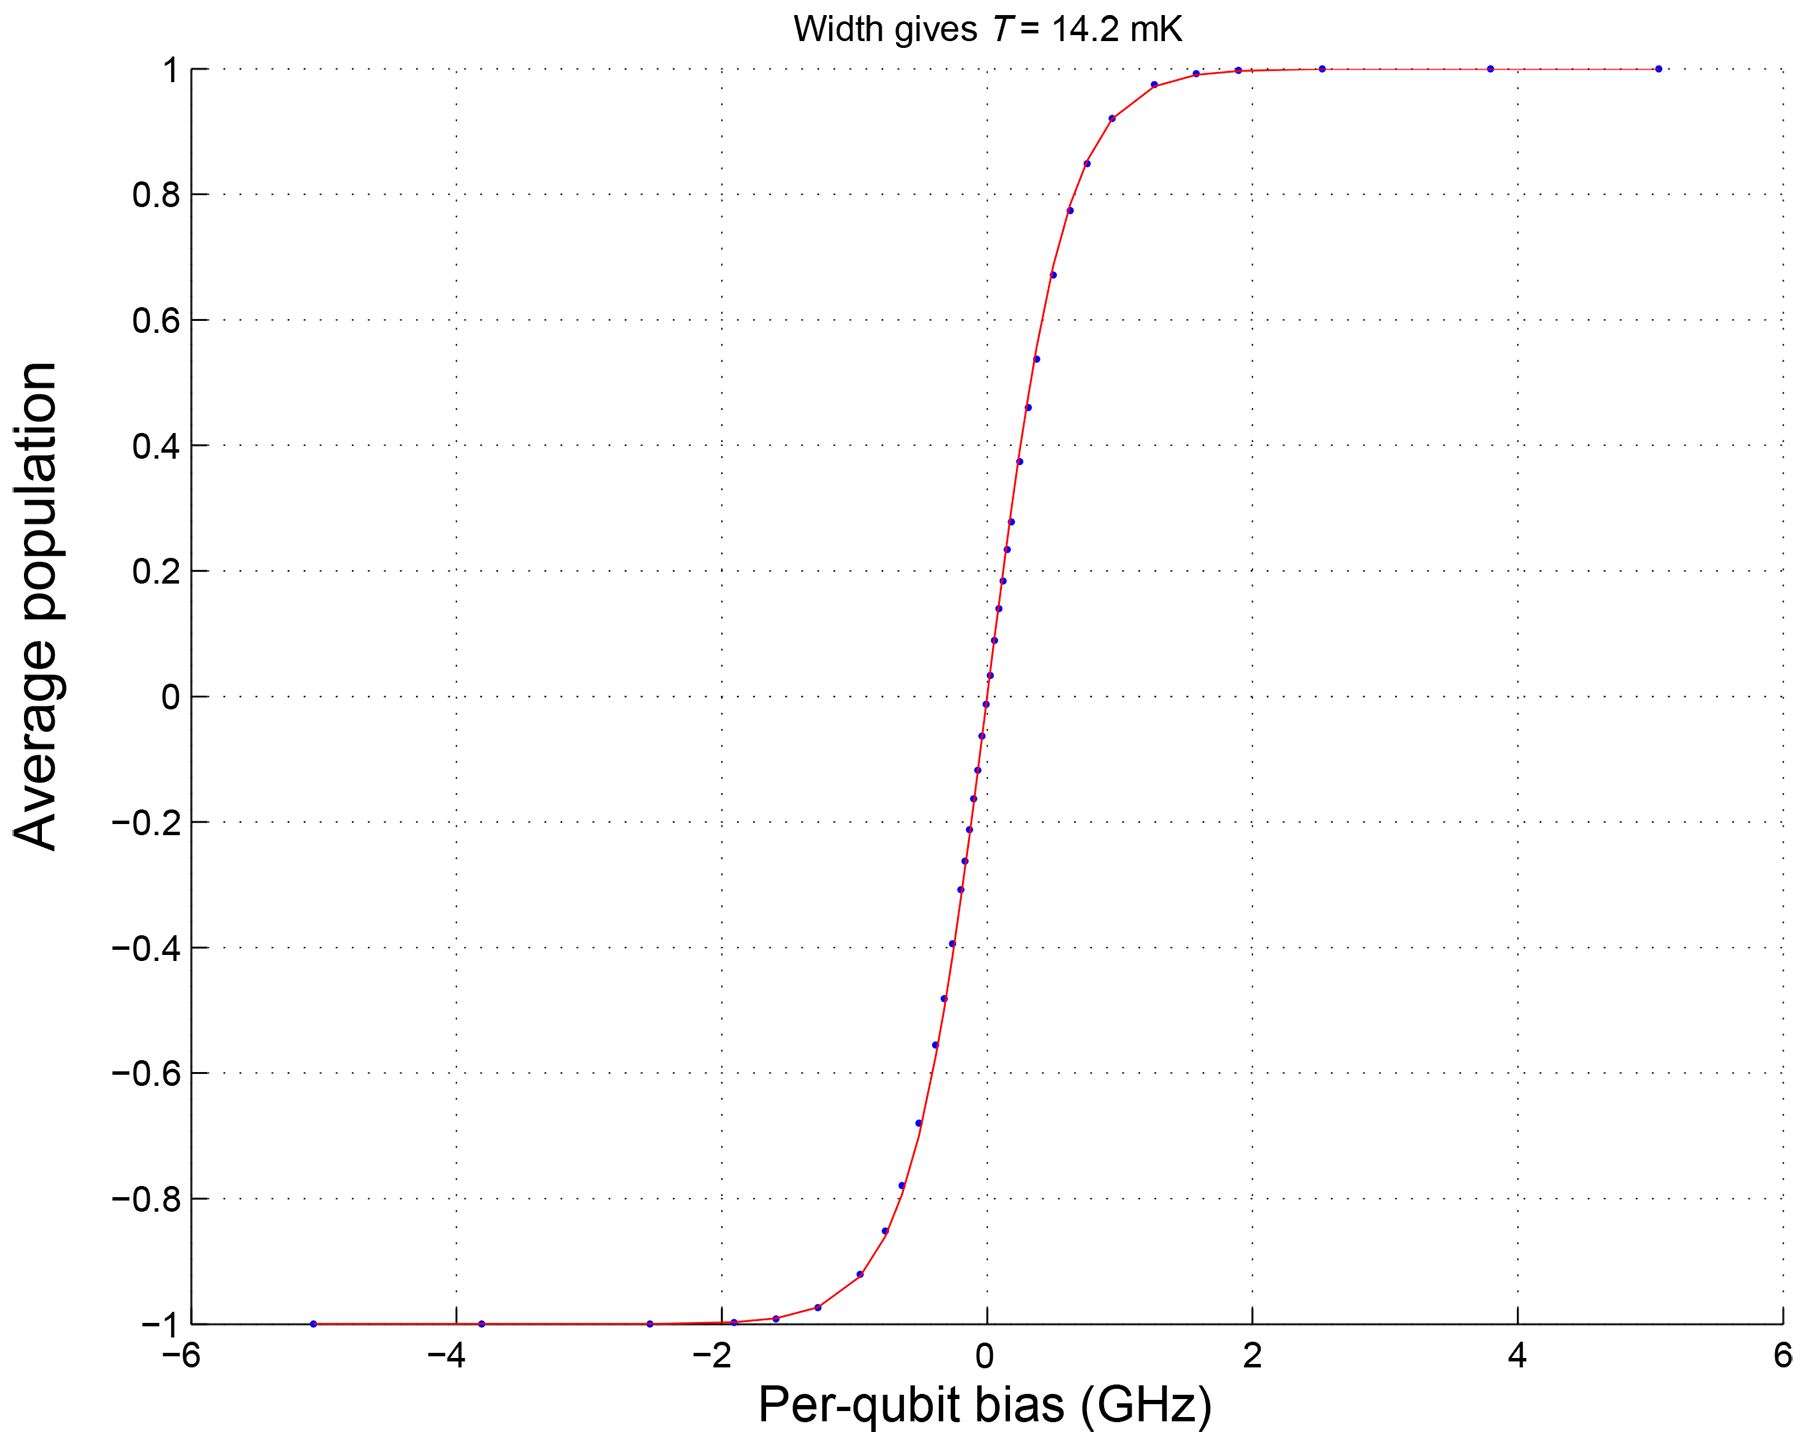 Width gives T = 14.2 mK
1
0.8
0.6
0.4
0.2
0
−0.2
−0.4
−0.6
−0.8
−1
Average population
−6 −4 −2 0 2 4 6
Per-qubit bias (GHz)